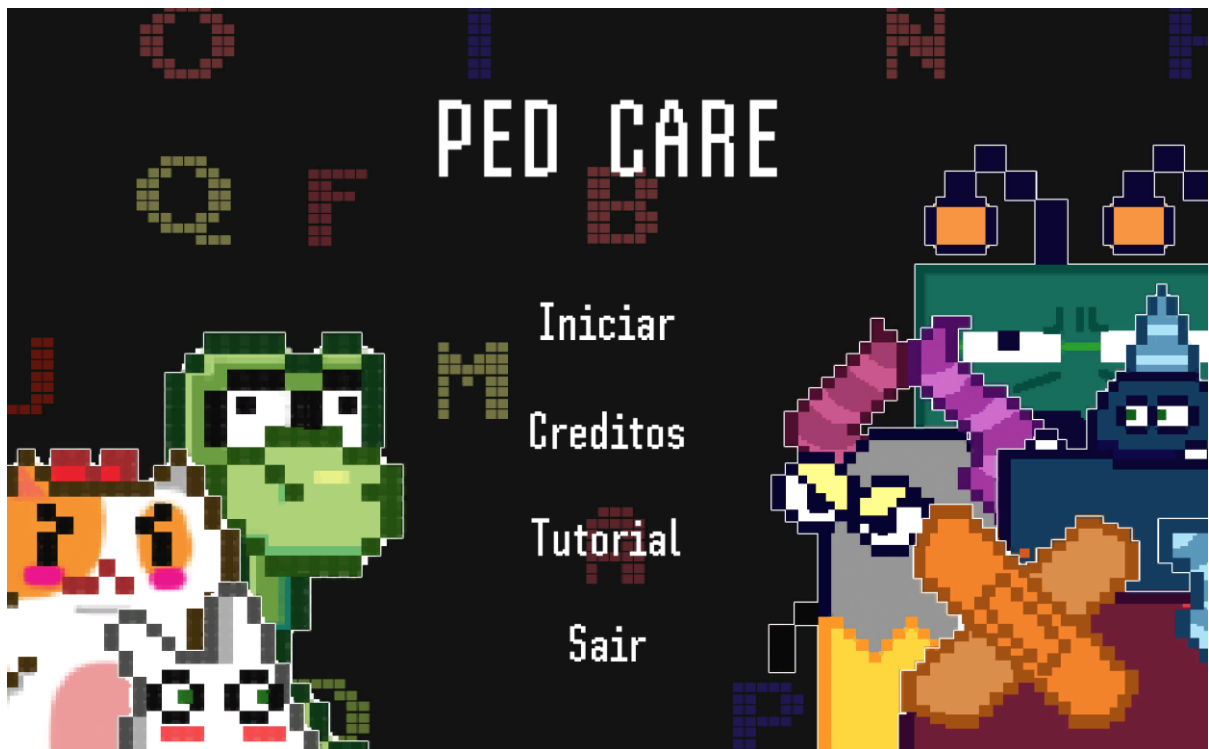 O I N
PED CARE
Q F B
Iniciar
J M
Creditos
Tutorial
A
Sair
P